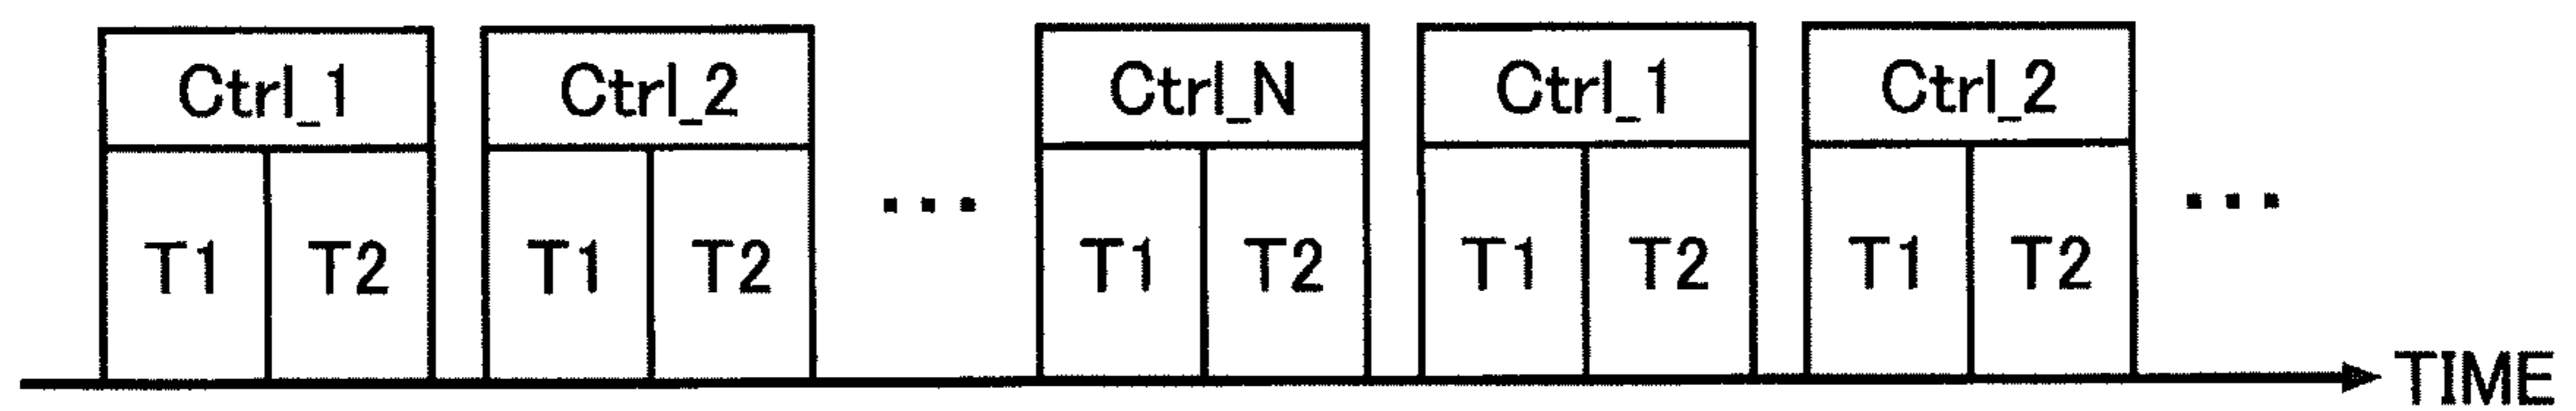 Ctrl_1 Ctrl_2 Ctrl_N Ctrl_1 Ctrl_2
T1 T2 T1 T2 ... T1 T2 T1 T2 T1 T2 ...
TIME